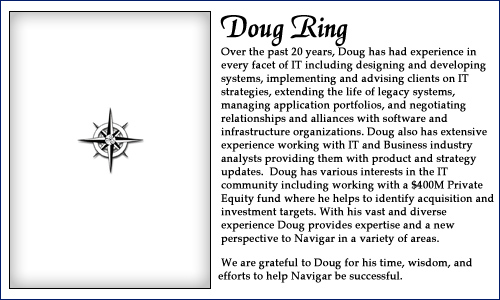 Doug Ring
Over the past 20 years, Doug has had experience in
every facet of IT including designing and developing
systems, implementing and advising clients on IT
strategies, extending the life of legacy systems,
managing application portfolios, and negotiating
relationships and alliances with software and
infrastructure organizations. Doug also has extensive
experience working with IT and Business industry
analysts providing them with product and strategy
updates.  Doug has various interests in the IT
community including working with a $400M Private
Equity fund where he helps to identify acquisition and
investment targets. With his vast and diverse
experience Doug provides expertise and a new
perspective to Navigar in a variety of areas.
We are grateful to Doug for his time, wisdom, and
efforts to help Navigar be successful.